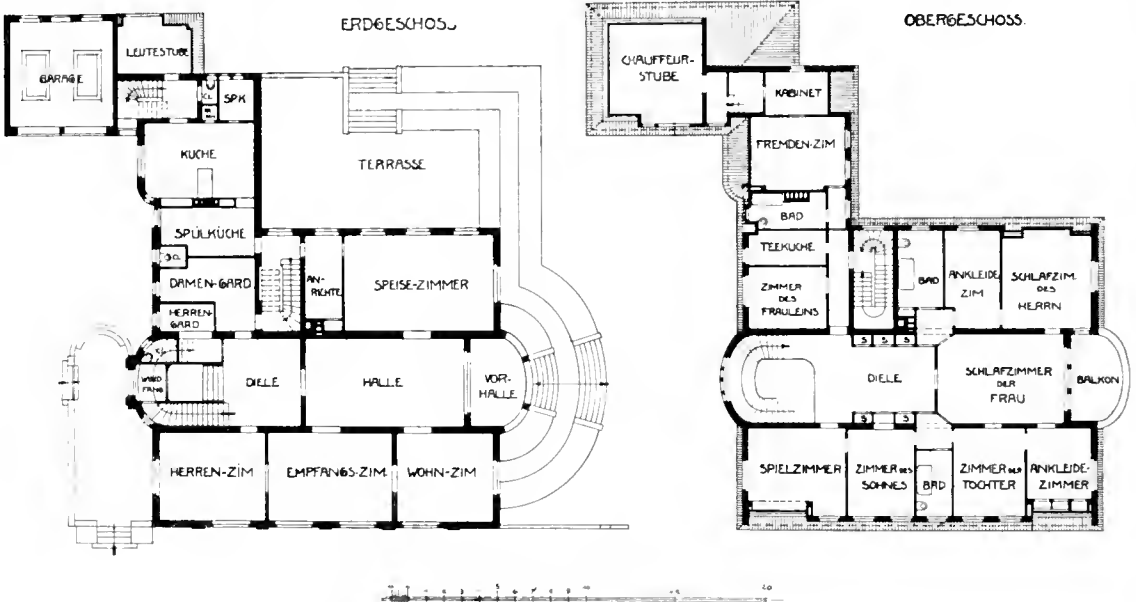 ERDGESCHOSS
GARAGE
LEUTESTUBE
CL.
SPK
KÜCHE
TERRASSE
SPÜLKÜCHE
DAMEN-GARD
HERREN-
GARD
AN-
RICHTE
SPEISE-ZIMMER
WIND
FANG
DIELE
HALLE
VOR-
HALLE
HERREN-ZIM
EMPFANGS-ZIM.
WOHN-ZIM
OBERGESCHOSS.
CHAUFFEUR-
STUBE
KABINET
FREMDEN-ZIM
BAD
TEEKÜCHE
ZIMMER
DES
FRÄULEINS
BAD
ANKLEIDE
ZIM
SCHLAFZIM.
DES
HERRN
S S S
DIELE
SCHLAFZIMMER
DER
FRAU
BALKON
S S S
SPIELZIMMER
ZIMMER DES
SOHNES
BAD
ZIMMER DER
TOCHTER
ANKLEIDE-
ZIMMER